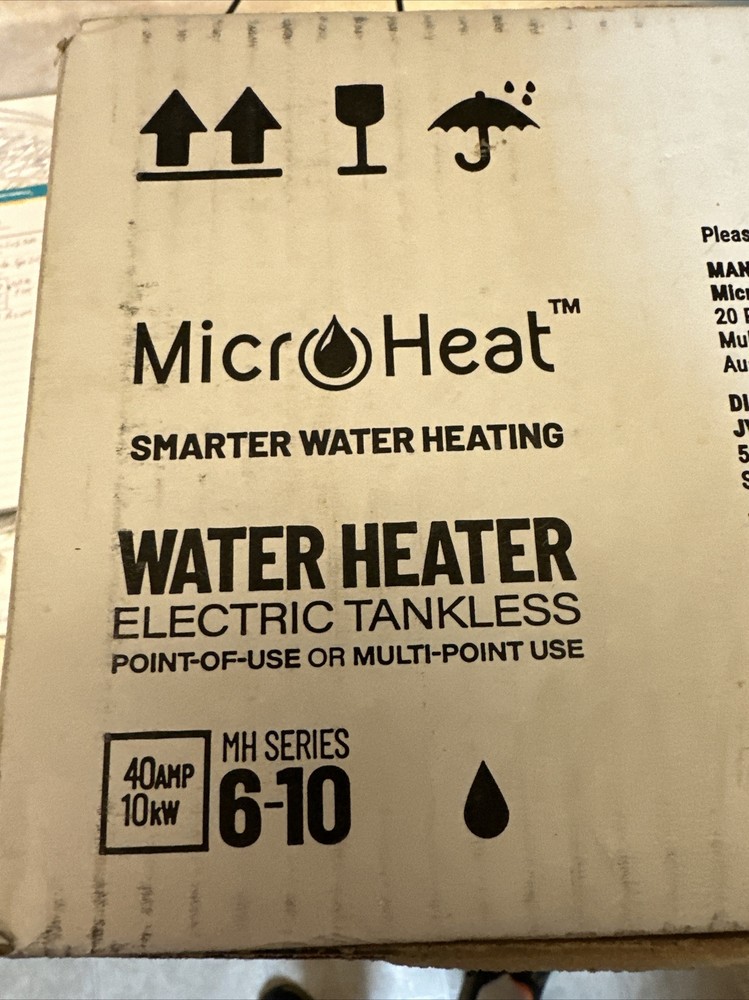 MicroHeat™
SMARTER WATER HEATING
WATER HEATER
ELECTRIC TANKLESS
POINT-OF-USE OR MULTI-POINT USE
40AMP
10kW
MH SERIES
6-10
20